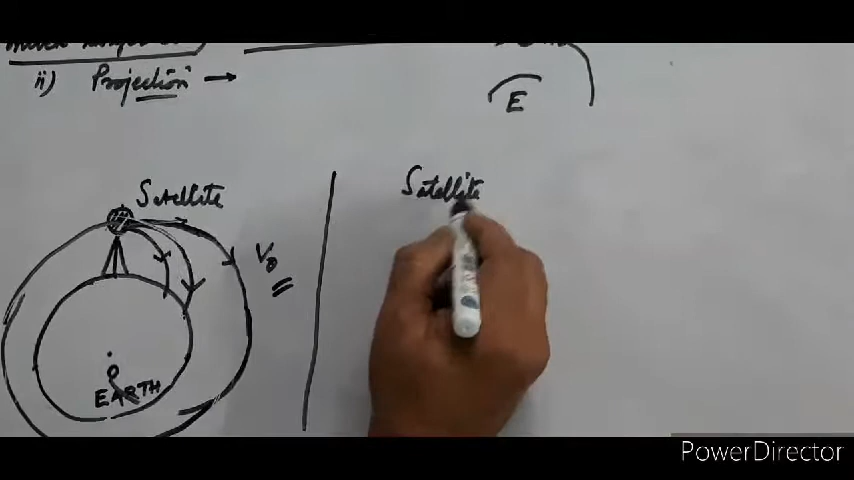 ii) Projection →
E
Satellite
Satellite
V₀
O
EARTH
PowerDirector